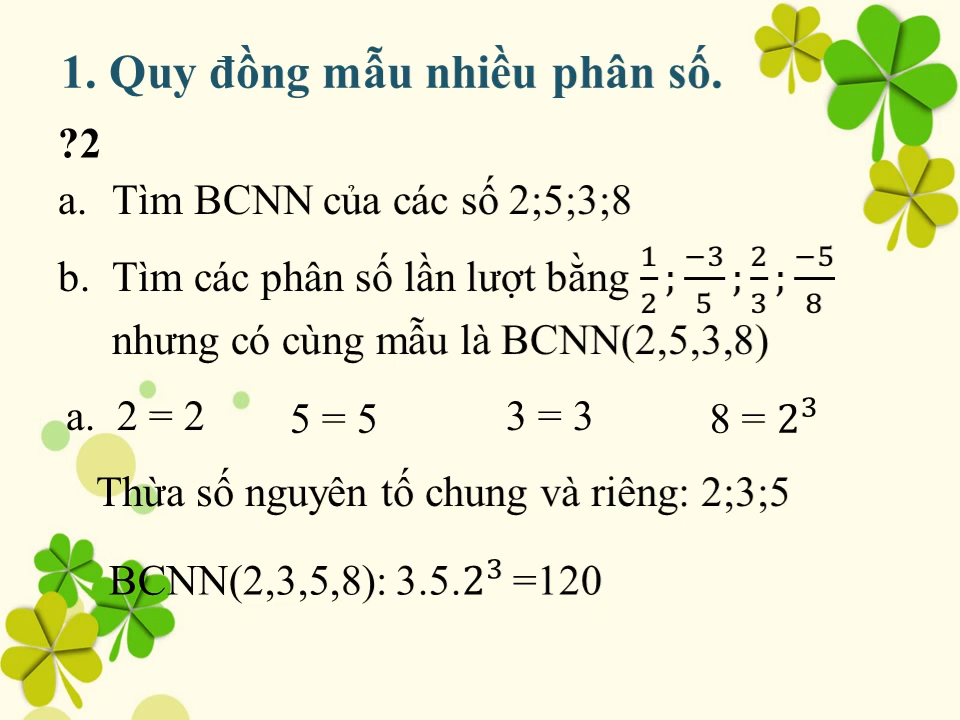 1. Quy đồng mẫu nhiều phân số.
?2
a. Tìm BCNN của các số 2;5;3;8
b. Tìm các phân số lần lượt bằng 1/2 ; −3/5 ; 2/3 ; −5/8
nhưng có cùng mẫu là BCNN(2,5,3,8)
a. 2 = 2 5 = 5 3 = 3 8 = 2³
Thừa số nguyên tố chung và riêng: 2;3;5
BCNN(2,3,5,8): 3.5.2³ =120